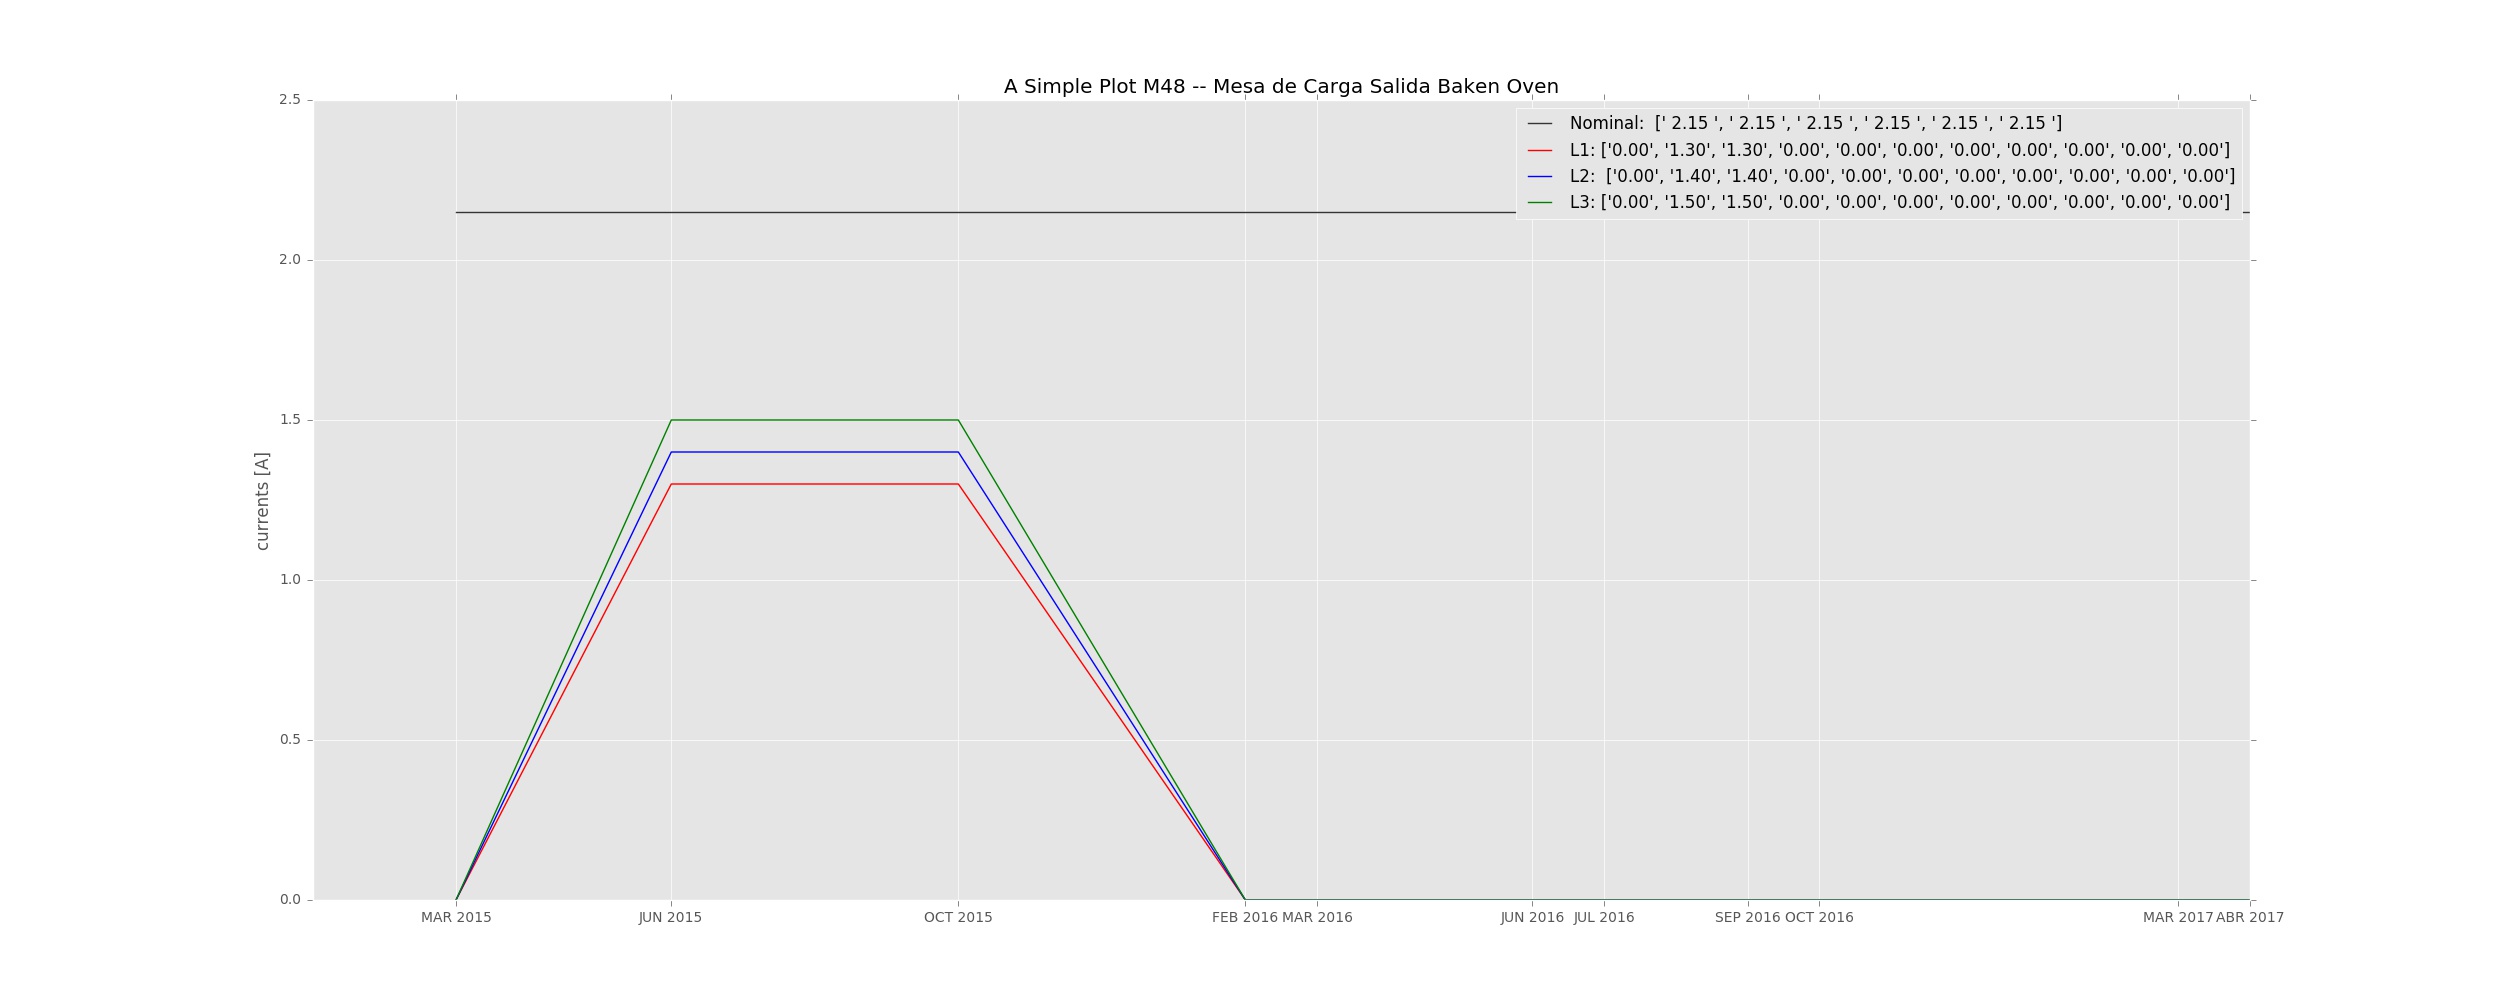 A Simple Plot M48 -- Mesa de Carga Salida Baken Oven
Nominal:  [' 2.15 ', ' 2.15 ', ' 2.15 ', ' 2.15 ', ' 2.15 ', ' 2.15 ']
L1: ['0.00', '1.30', '1.30', '0.00', '0.00', '0.00', '0.00', '0.00', '0.00', '0.00', '0.00']
L2:  ['0.00', '1.40', '1.40', '0.00', '0.00', '0.00', '0.00', '0.00', '0.00', '0.00', '0.00']
L3: ['0.00', '1.50', '1.50', '0.00', '0.00', '0.00', '0.00', '0.00', '0.00', '0.00', '0.00']
2.5
2.0
1.5
1.0
0.5
0.0
currents [A]
MAR 2015 JUN 2015 OCT 2015 FEB 2016 MAR 2016 JUN 2016 JUL 2016 SEP 2016 OCT 2016 MAR 2017 ABR 2017